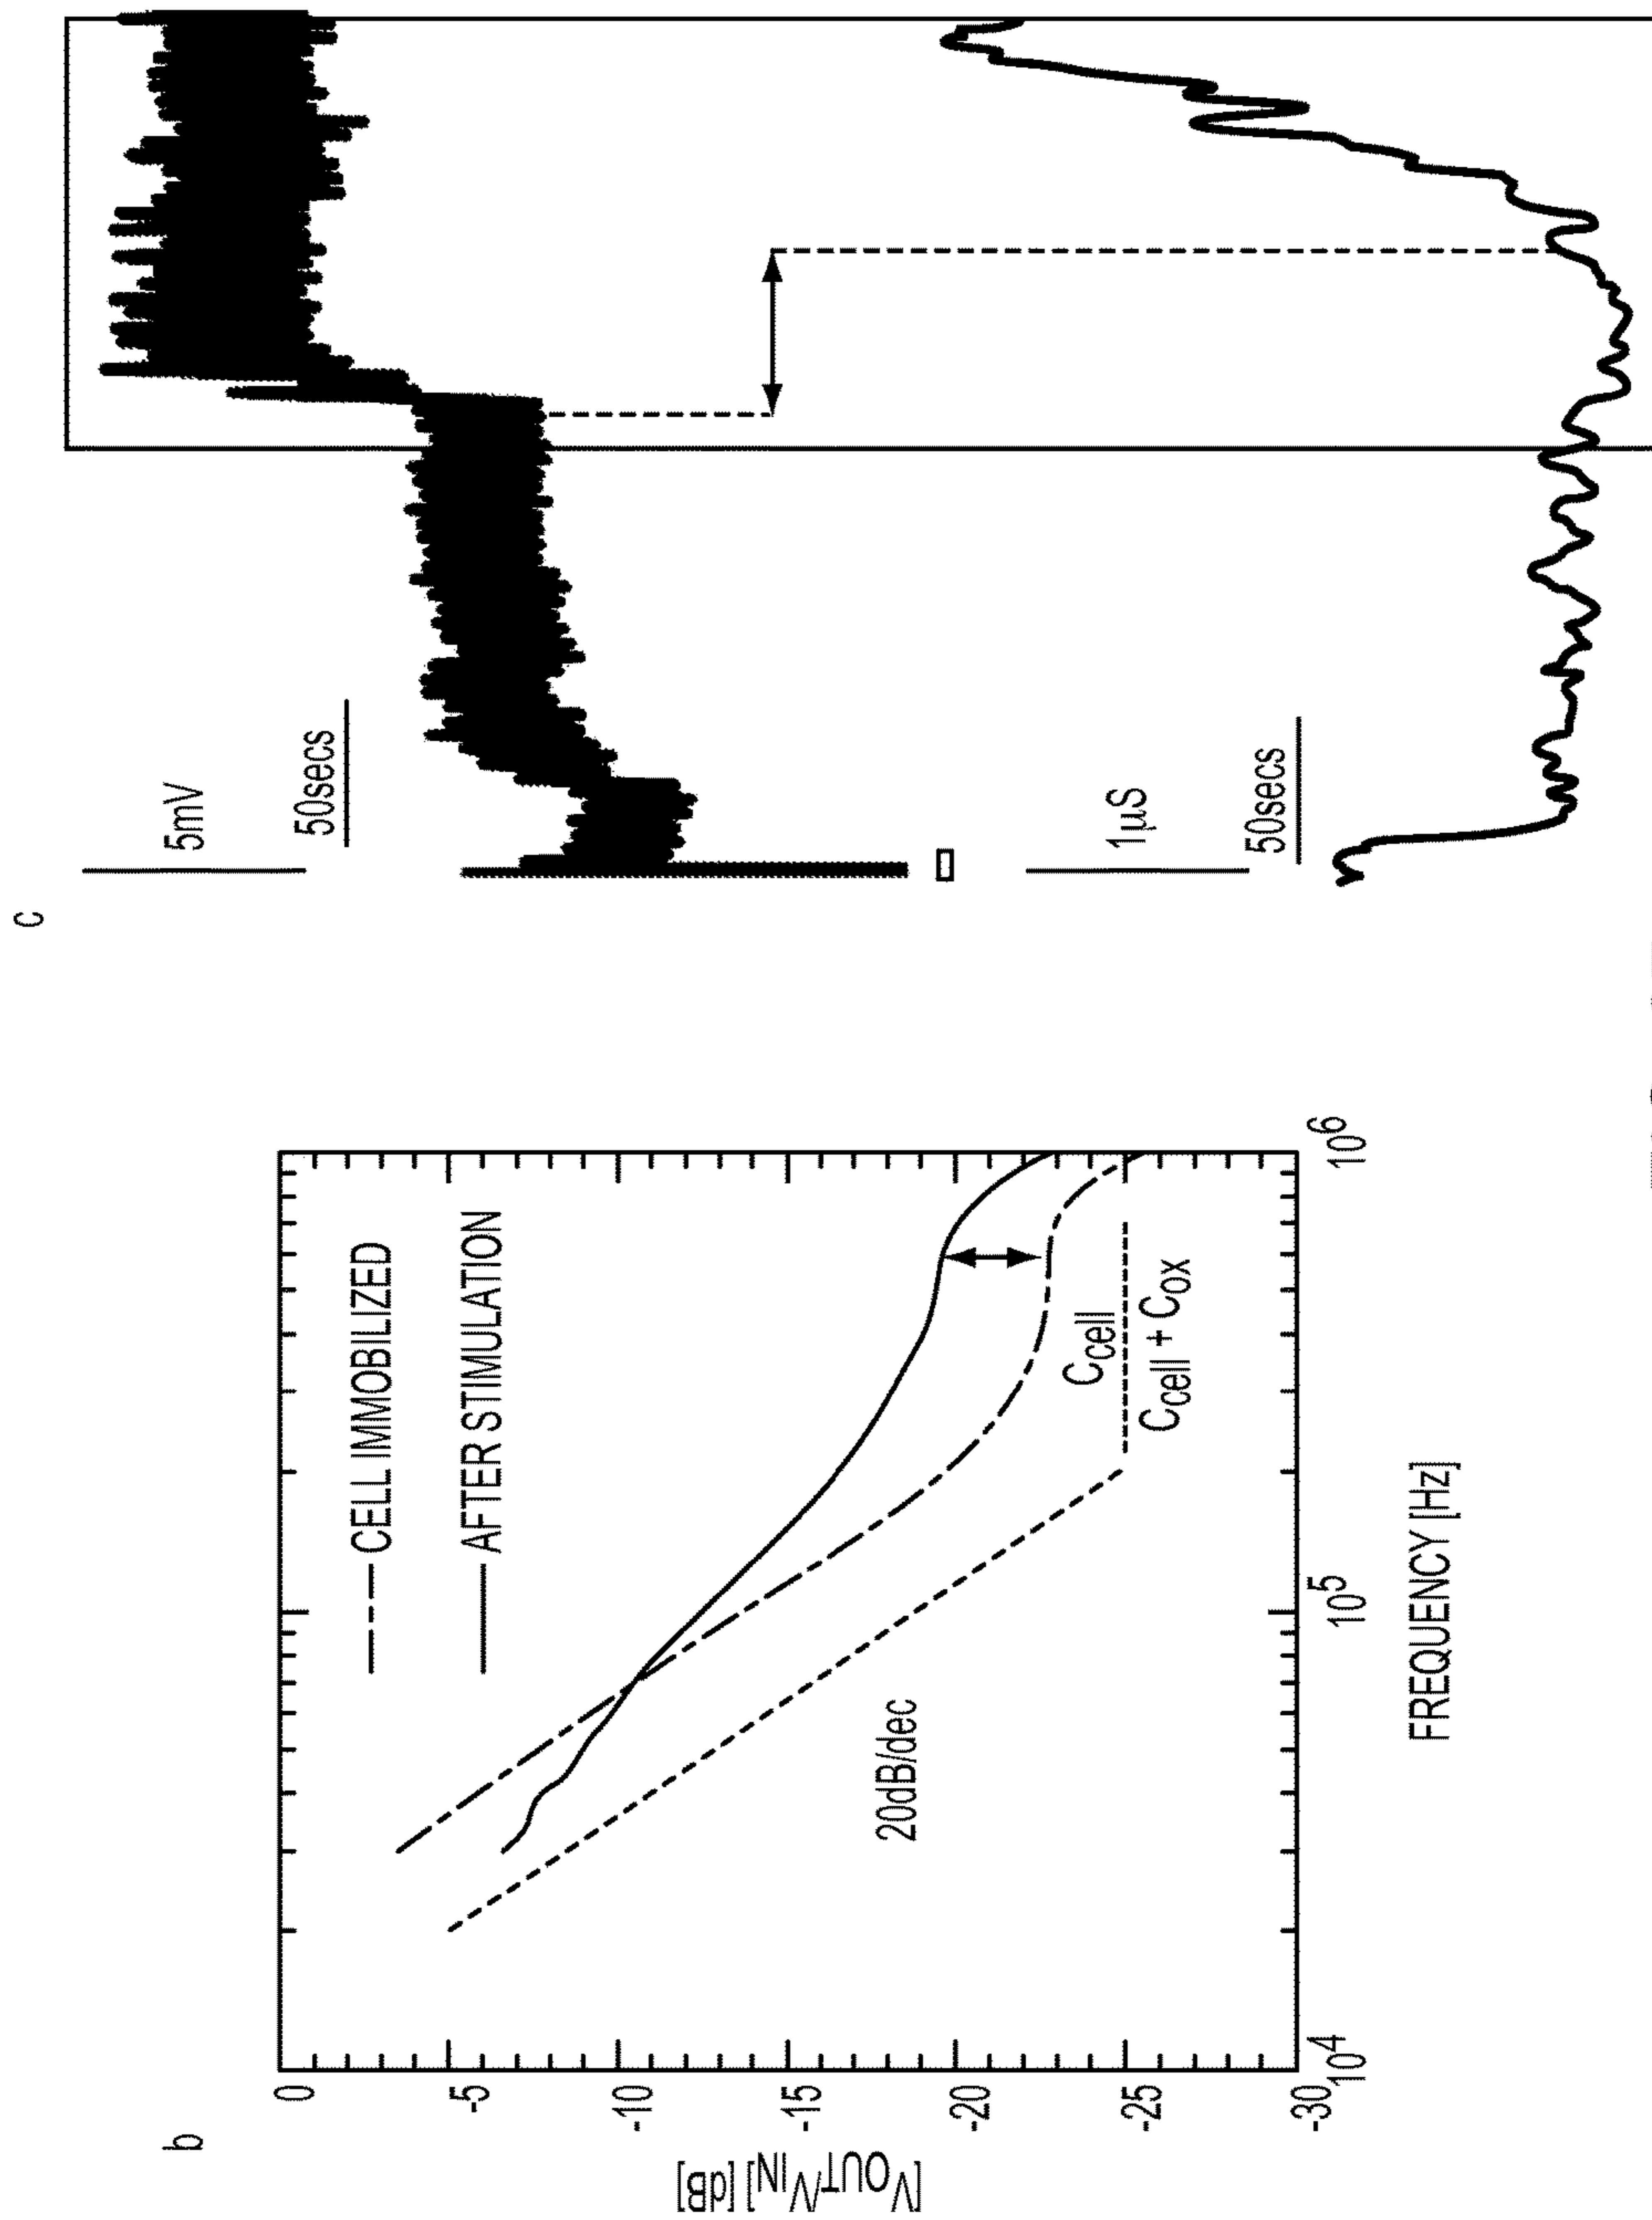 b
[V_OUT/V_IN] [dB]
0
-5
-10
-15
-20
-25
-30
10^4
10^5
10^6
FREQUENCY [Hz]
CELL IMMOBILIZED
AFTER STIMULATION
20dB/dec
C_cell
C_cell + C_ox
c
5mV
50secs
1µS
50secs